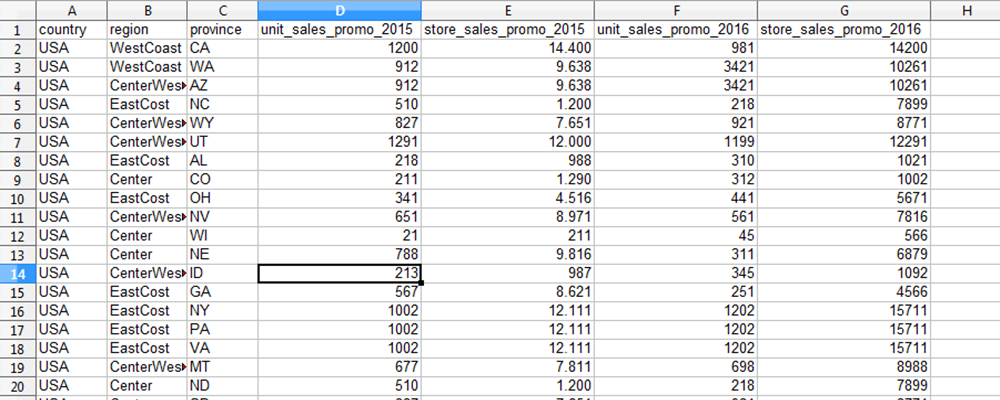 A B C D E F G H
1 country region province unit_sales_promo_2015 store_sales_promo_2015 unit_sales_promo_2016 store_sales_promo_2016
2 USA WestCoast CA 1200 14.400 981 14200
3 USA WestCoast WA 912 9.638 3421 10261
4 USA CenterWes AZ 912 9.638 3421 10261
5 USA EastCost NC 510 1.200 218 7899
6 USA CenterWes WY 827 7.651 921 8771
7 USA CenterWes UT 1291 12.000 1199 12291
8 USA EastCost AL 218 988 310 1021
9 USA Center CO 211 1.290 312 1002
10 USA EastCost OH 341 4.516 441 5671
11 USA CenterWes NV 651 8.971 561 7816
12 USA Center WI 21 211 45 566
13 USA Center NE 788 9.816 311 6879
14 USA CenterWes ID 213 987 345 1092
15 USA EastCost GA 567 8.621 251 4566
16 USA EastCost NY 1002 12.111 1202 15711
17 USA EastCost PA 1002 12.111 1202 15711
18 USA EastCost VA 1002 12.111 1202 15711
19 USA CenterWes MT 677 7.811 698 8988
20 USA Center ND 510 1.200 218 7899